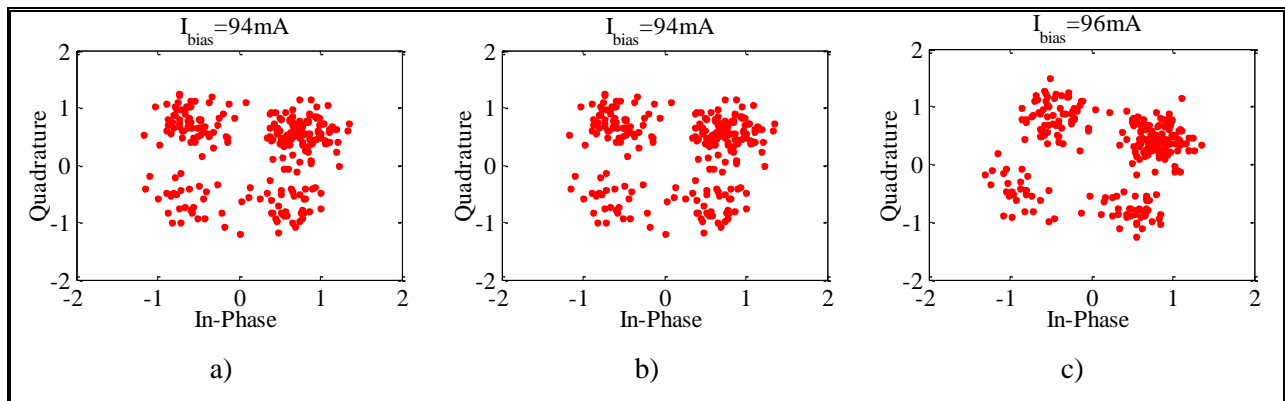 I_bias=94mA
2
1
0
-1
-2
Quadrature
-2 -1 0 1 2
In-Phase
a)
I_bias=94mA
2
1
0
-1
-2
Quadrature
-2 -1 0 1 2
In-Phase
b)
I_bias=96mA
2
1
0
-1
-2
Quadrature
-2 -1 0 1 2
In-Phase
c)